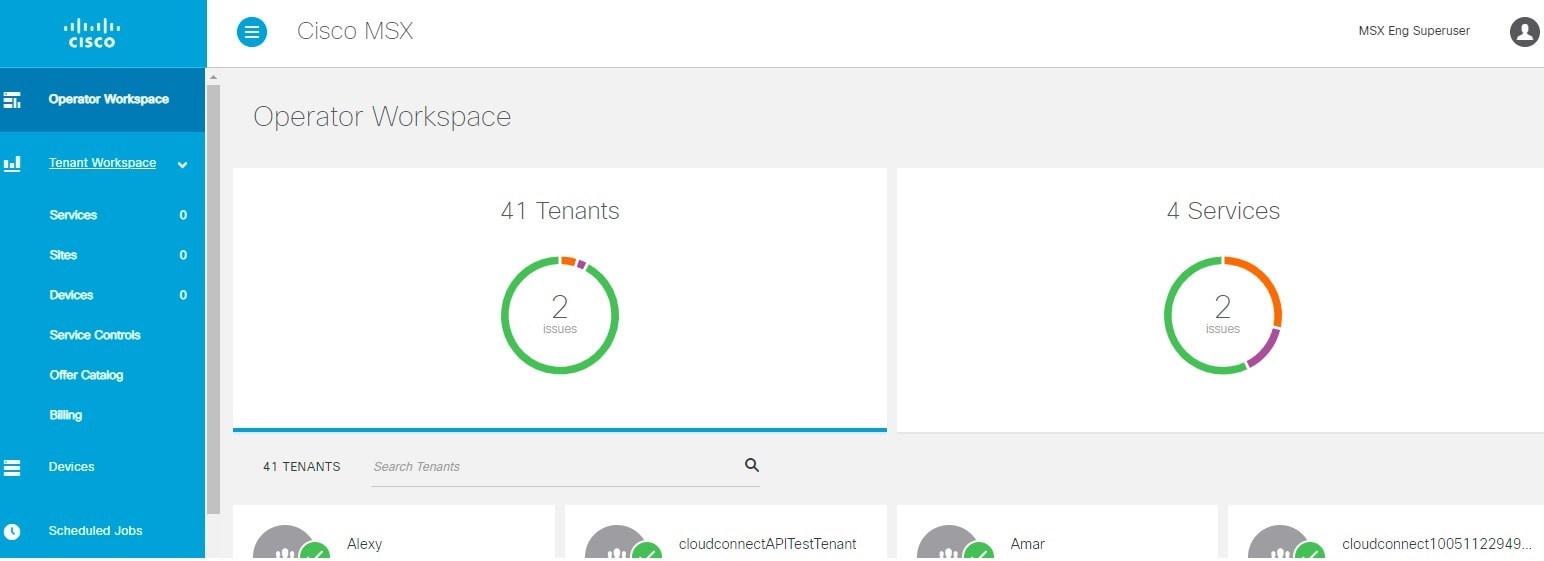 CISCO
Cisco MSX
MSX Eng Superuser
Operator Workspace
Tenant Workspace
Services 0
Sites 0
Devices 0
Service Controls
Offer Catalog
Billing
Devices
Scheduled Jobs
Operator Workspace
41 Tenants
2
issues
4 Services
2
issues
41 TENANTS
Search Tenants
Alexy
cloudconnectAPITestTenant
Amar
cloudconnect10051122949...